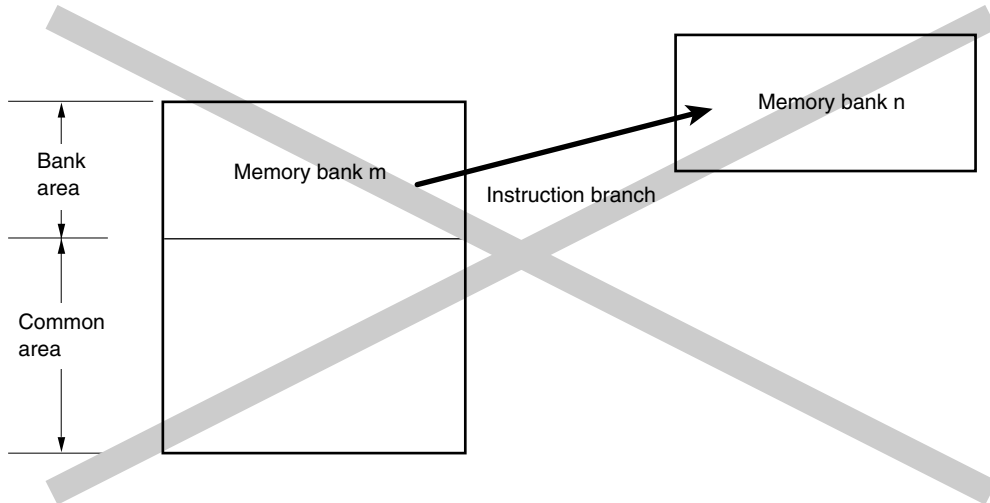 Memory bank n
Bank
area
Memory bank m
Instruction branch
Common
area